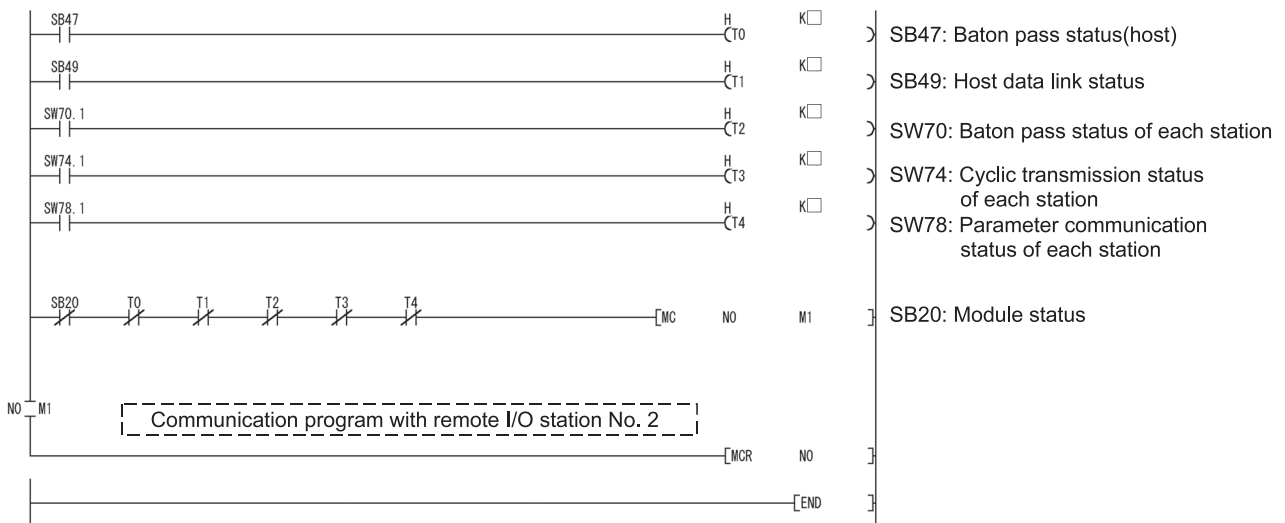 SB47 H K□
(T0 ) SB47: Baton pass status(host)
SB49 H K□
(T1 ) SB49: Host data link status
SW70.1 H K□
(T2 ) SW70: Baton pass status of each station
SW74.1 H K□
(T3 ) SW74: Cyclic transmission status
of each station
SW78.1 H K□
(T4 ) SW78: Parameter communication
status of each station
SB20 T0 T1 T2 T3 T4
[MC N0 M1 ] SB20: Module status
N0 M1
Communication program with remote I/O station No. 2
[MCR N0 ]
[END ]